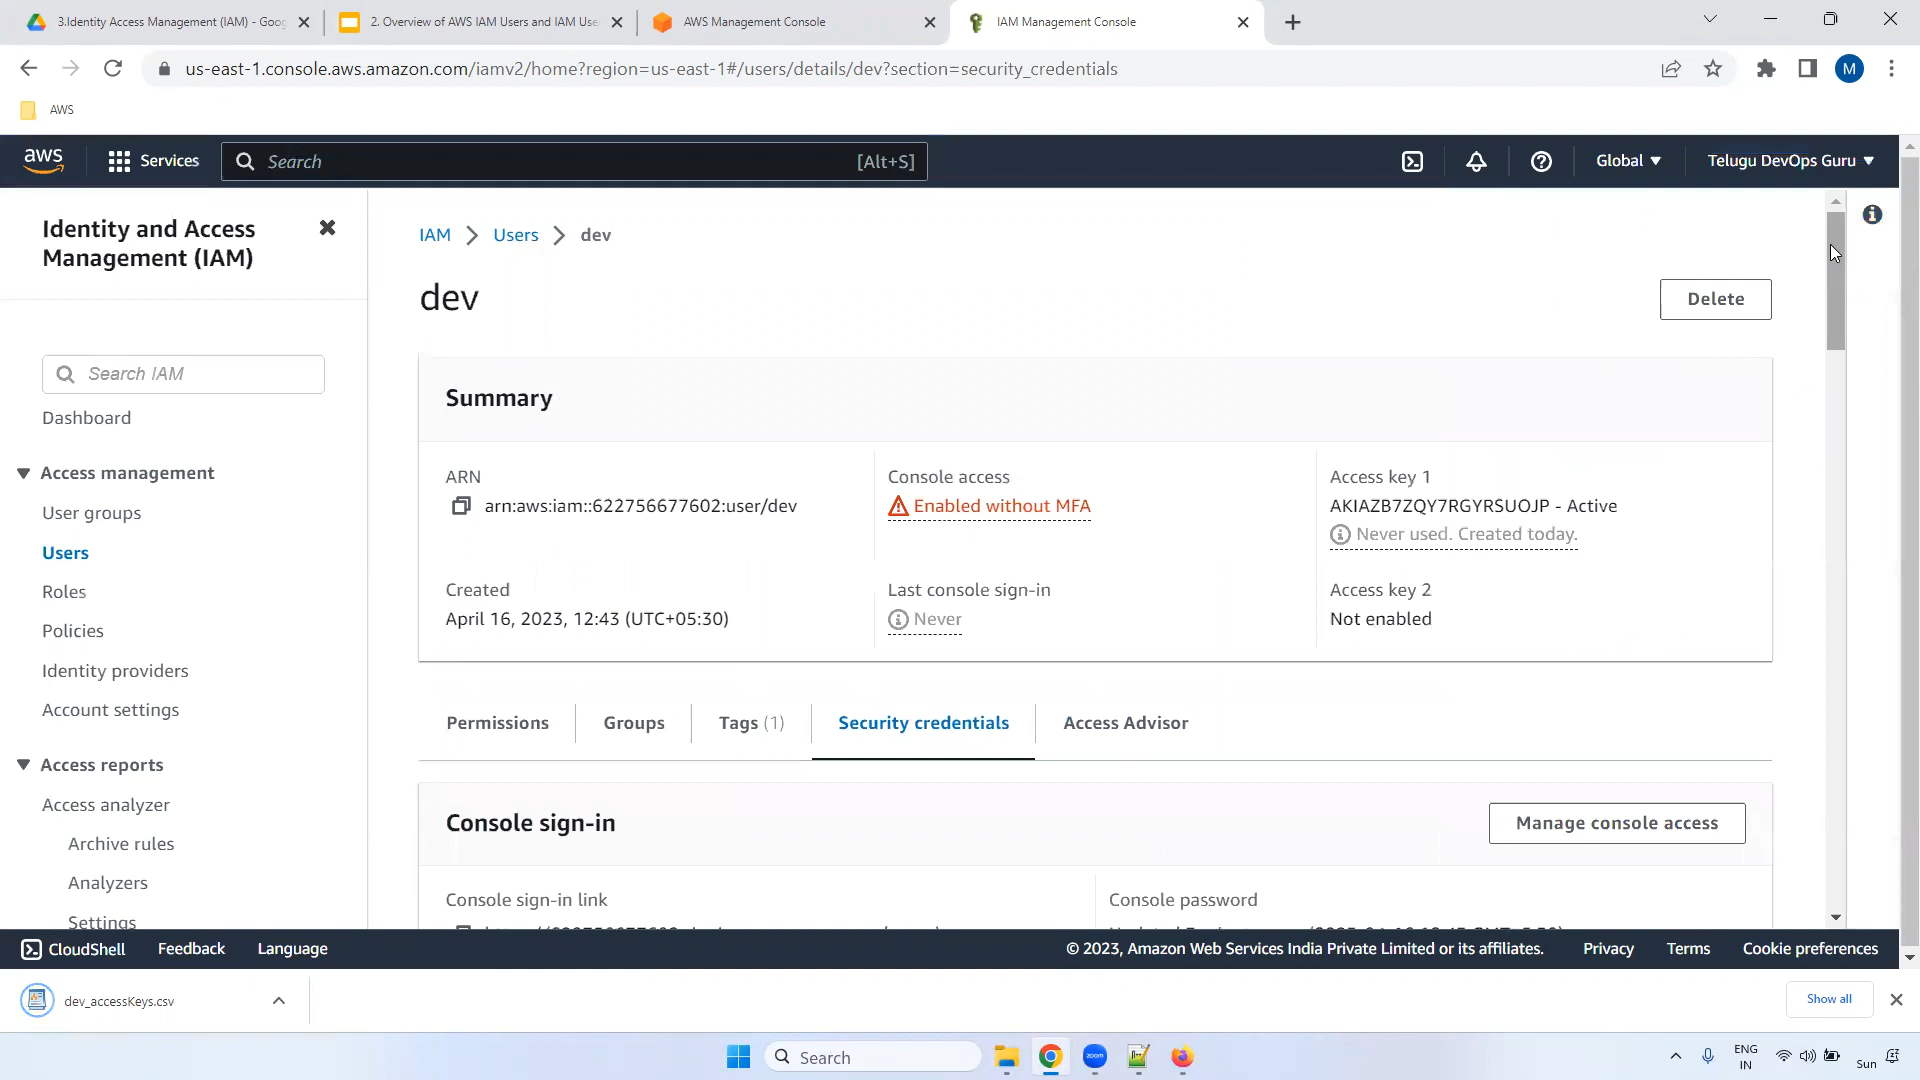 3.Identity Access Management (IAM) - Goo
2. Overview of AWS IAM Users and IAM Use
AWS Management Console
IAM Management Console
us-east-1.console.aws.amazon.com/iamv2/home?region=us-east-1#/users/details/dev?section=security_credentials
M
AWS
aws
Services
Search
[Alt+S]
Global
Telugu DevOps Guru
Identity and Access
Management (IAM)
Search IAM
Dashboard
Access management
User groups
Users
Roles
Policies
Identity providers
Account settings
Access reports
Access analyzer
Archive rules
Analyzers
Settings
IAM > Users > dev
dev
Delete
Summary
ARN
arn:aws:iam::622756677602:user/dev
Console access
Enabled without MFA
Access key 1
AKIAZB7ZQY7RGYRSUOJP - Active
Never used. Created today.
Created
April 16, 2023, 12:43 (UTC+05:30)
Last console sign-in
Never
Access key 2
Not enabled
Permissions
Groups
Tags (1)
Security credentials
Access Advisor
Console sign-in
Manage console access
Console sign-in link
Console password
CloudShell
Feedback
Language
© 2023, Amazon Web Services India Private Limited or its affiliates.
Privacy
Terms
Cookie preferences
dev_accessKeys.csv
Show all
Search
zoom
ENG
IN
Sun